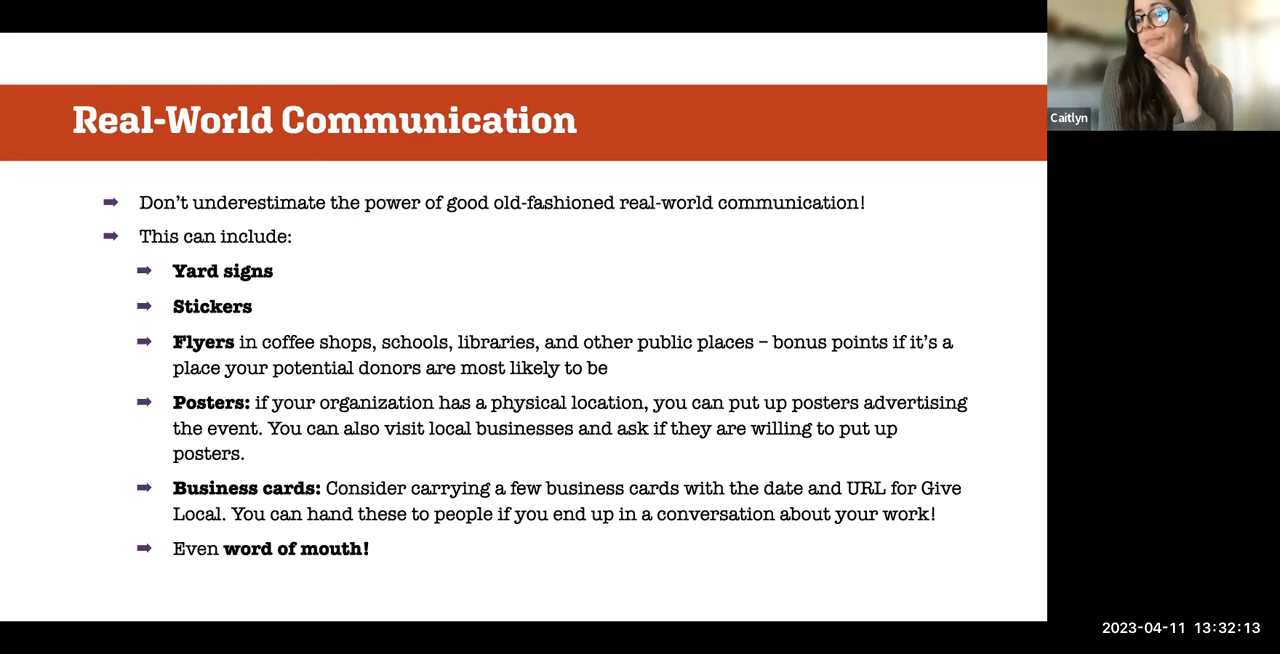 Real-World Communication
Don’t underestimate the power of good old-fashioned real-world communication!
This can include:
Yard signs
Stickers
Flyers in coffee shops, schools, libraries, and other public places – bonus points if it’s a
place your potential donors are most likely to be
Posters: if your organization has a physical location, you can put up posters advertising
the event. You can also visit local businesses and ask if they are willing to put up
posters.
Business cards: Consider carrying a few business cards with the date and URL for Give
Local. You can hand these to people if you end up in a conversation about your work!
Even word of mouth!
Caitlyn
2023-04-11 13:32:13